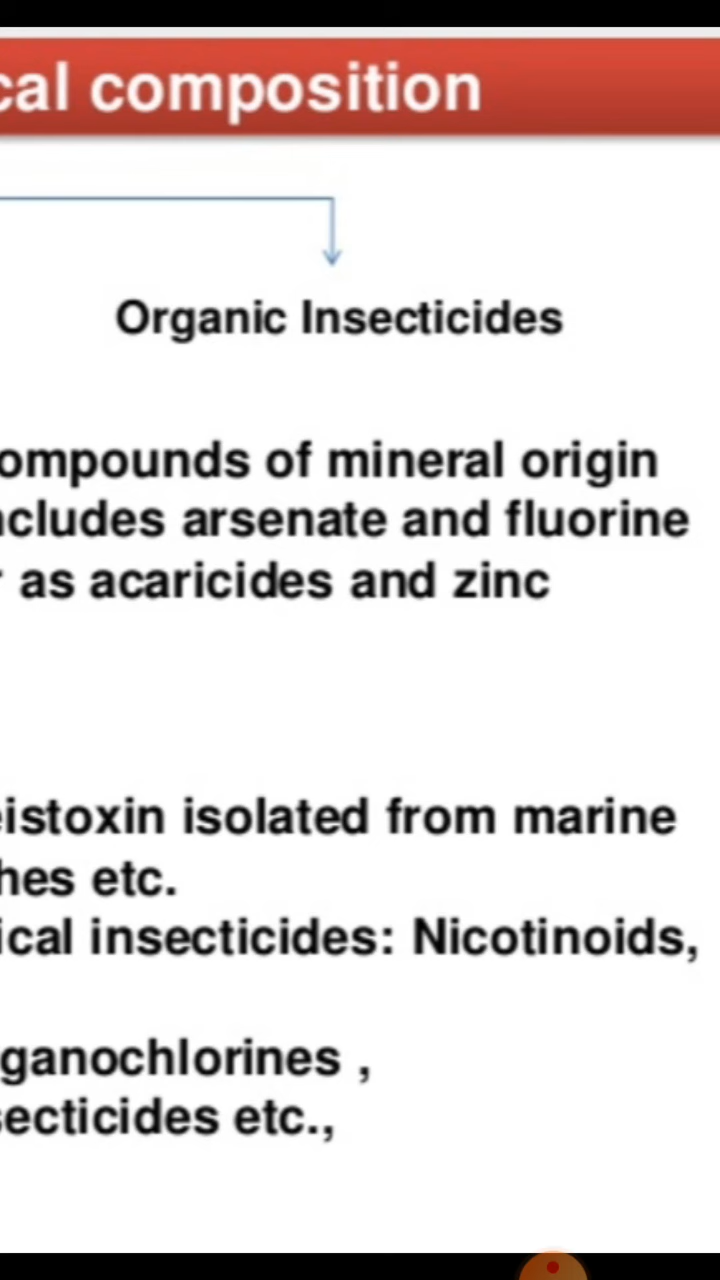 cal composition
Organic Insecticides
ompounds of mineral origin
ncludes arsenate and fluorine
r as acaricides and zinc
eistoxin isolated from marine
hes etc.
ical insecticides: Nicotinoids,
ganochlorines ,
secticides etc.,